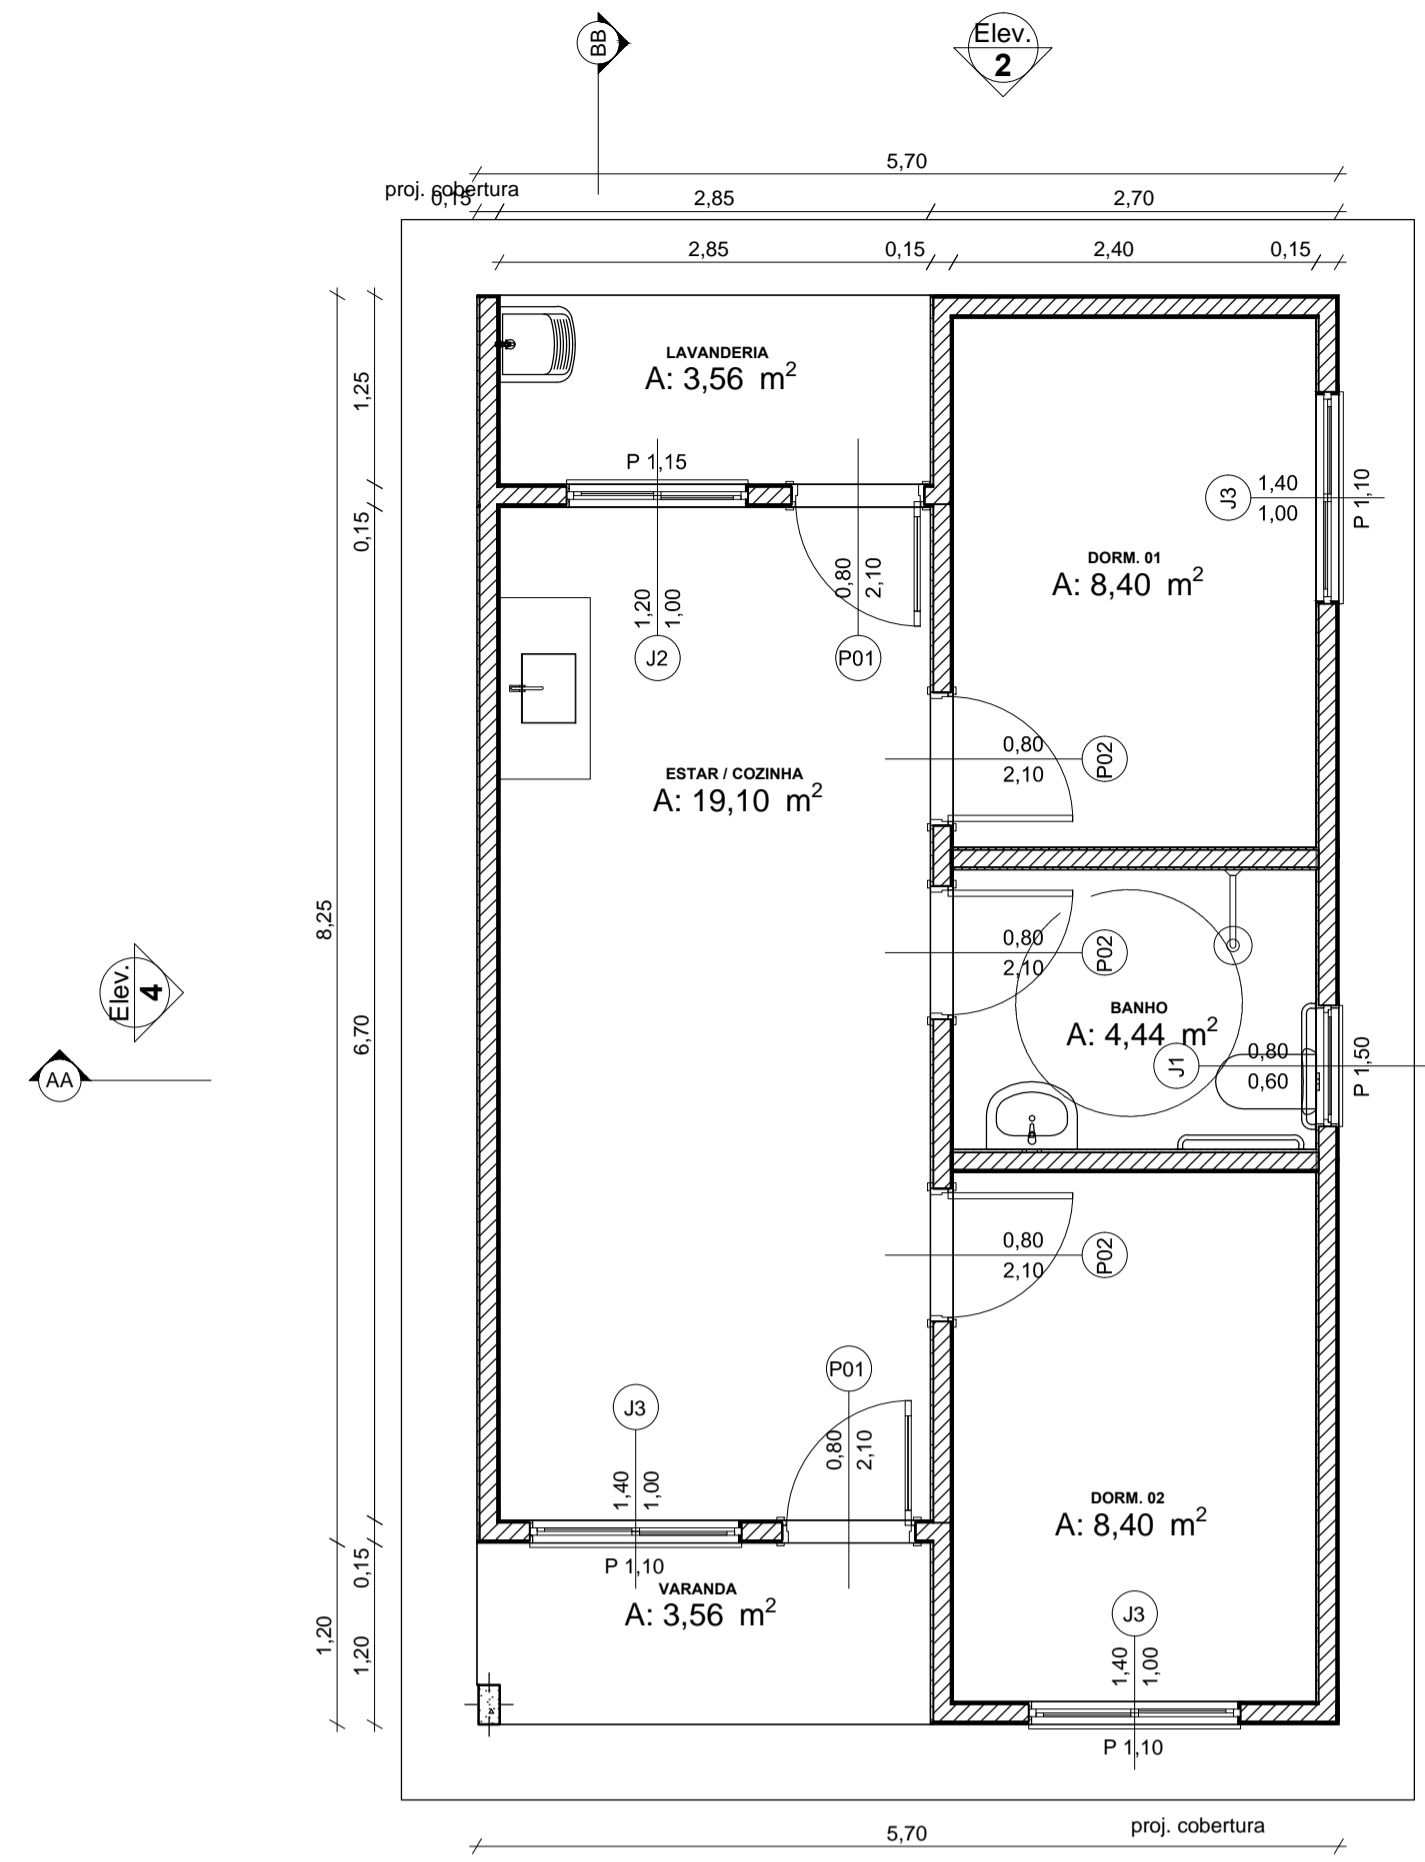 BB
Elev.
2
5,70
proj. cobertura
0,15
2,85
2,70
2,85
0,15
2,40
0,15
LAVANDERIA
A: 3,56 m²
1,25
P 1,15
J3
1,40
1,00
P 1,10
0,15
DORM. 01
A: 8,40 m²
0,80
2,10
1,20
1,00
J2
P01
0,80
2,10
P02
ESTAR / COZINHA
A: 19,10 m²
8,25
0,80
2,10
P02
Elev.
4
BANHO
A: 4,44 m²
6,70
J1
0,80
0,60
P 1,50
AA
0,80
2,10
P02
P01
J3
0,80
2,10
1,40
1,00
DORM. 02
A: 8,40 m²
P 1,10
0,15
VARANDA
A: 3,56 m²
J3
1,20
1,20
1,40
1,00
P 1,10
proj. cobertura
5,70